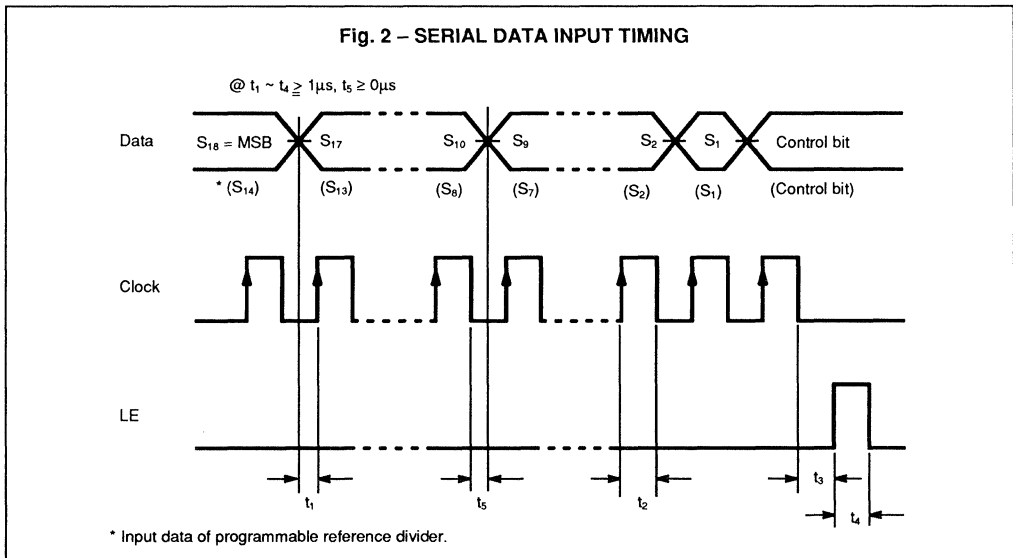 Fig. 2 – SERIAL DATA INPUT TIMING
@ t₁ ~ t₄ ≥ 1μs, t₅ ≥ 0μs
Data S₁₈ = MSB S₁₇ S₁₀ S₉ S₂ S₁ Control bit
* (S₁₄) (S₁₃) (S₈) (S₇) (S₂) (S₁) (Control bit)
Clock
LE
t₁ t₅ t₂ t₃
t₄
* Input data of programmable reference divider.